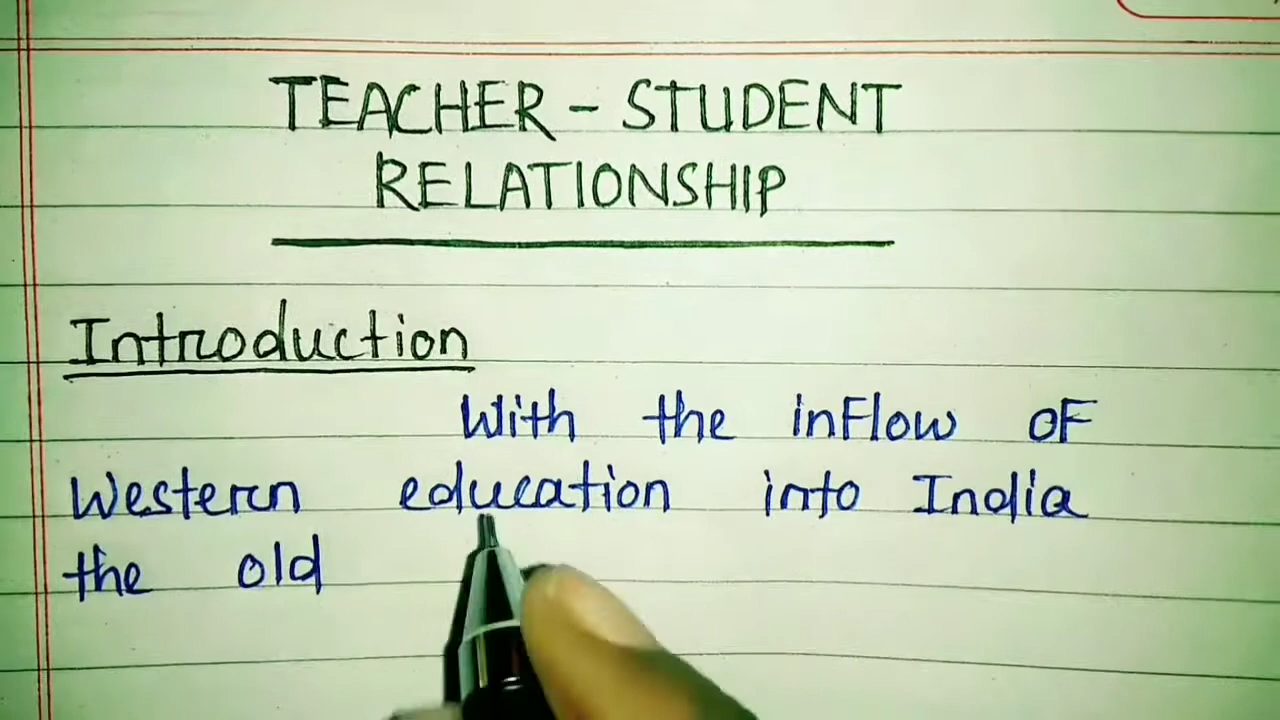 TEACHER - STUDENT
RELATIONSHIP
Introduction
With the inflow of
Western education into India
the old